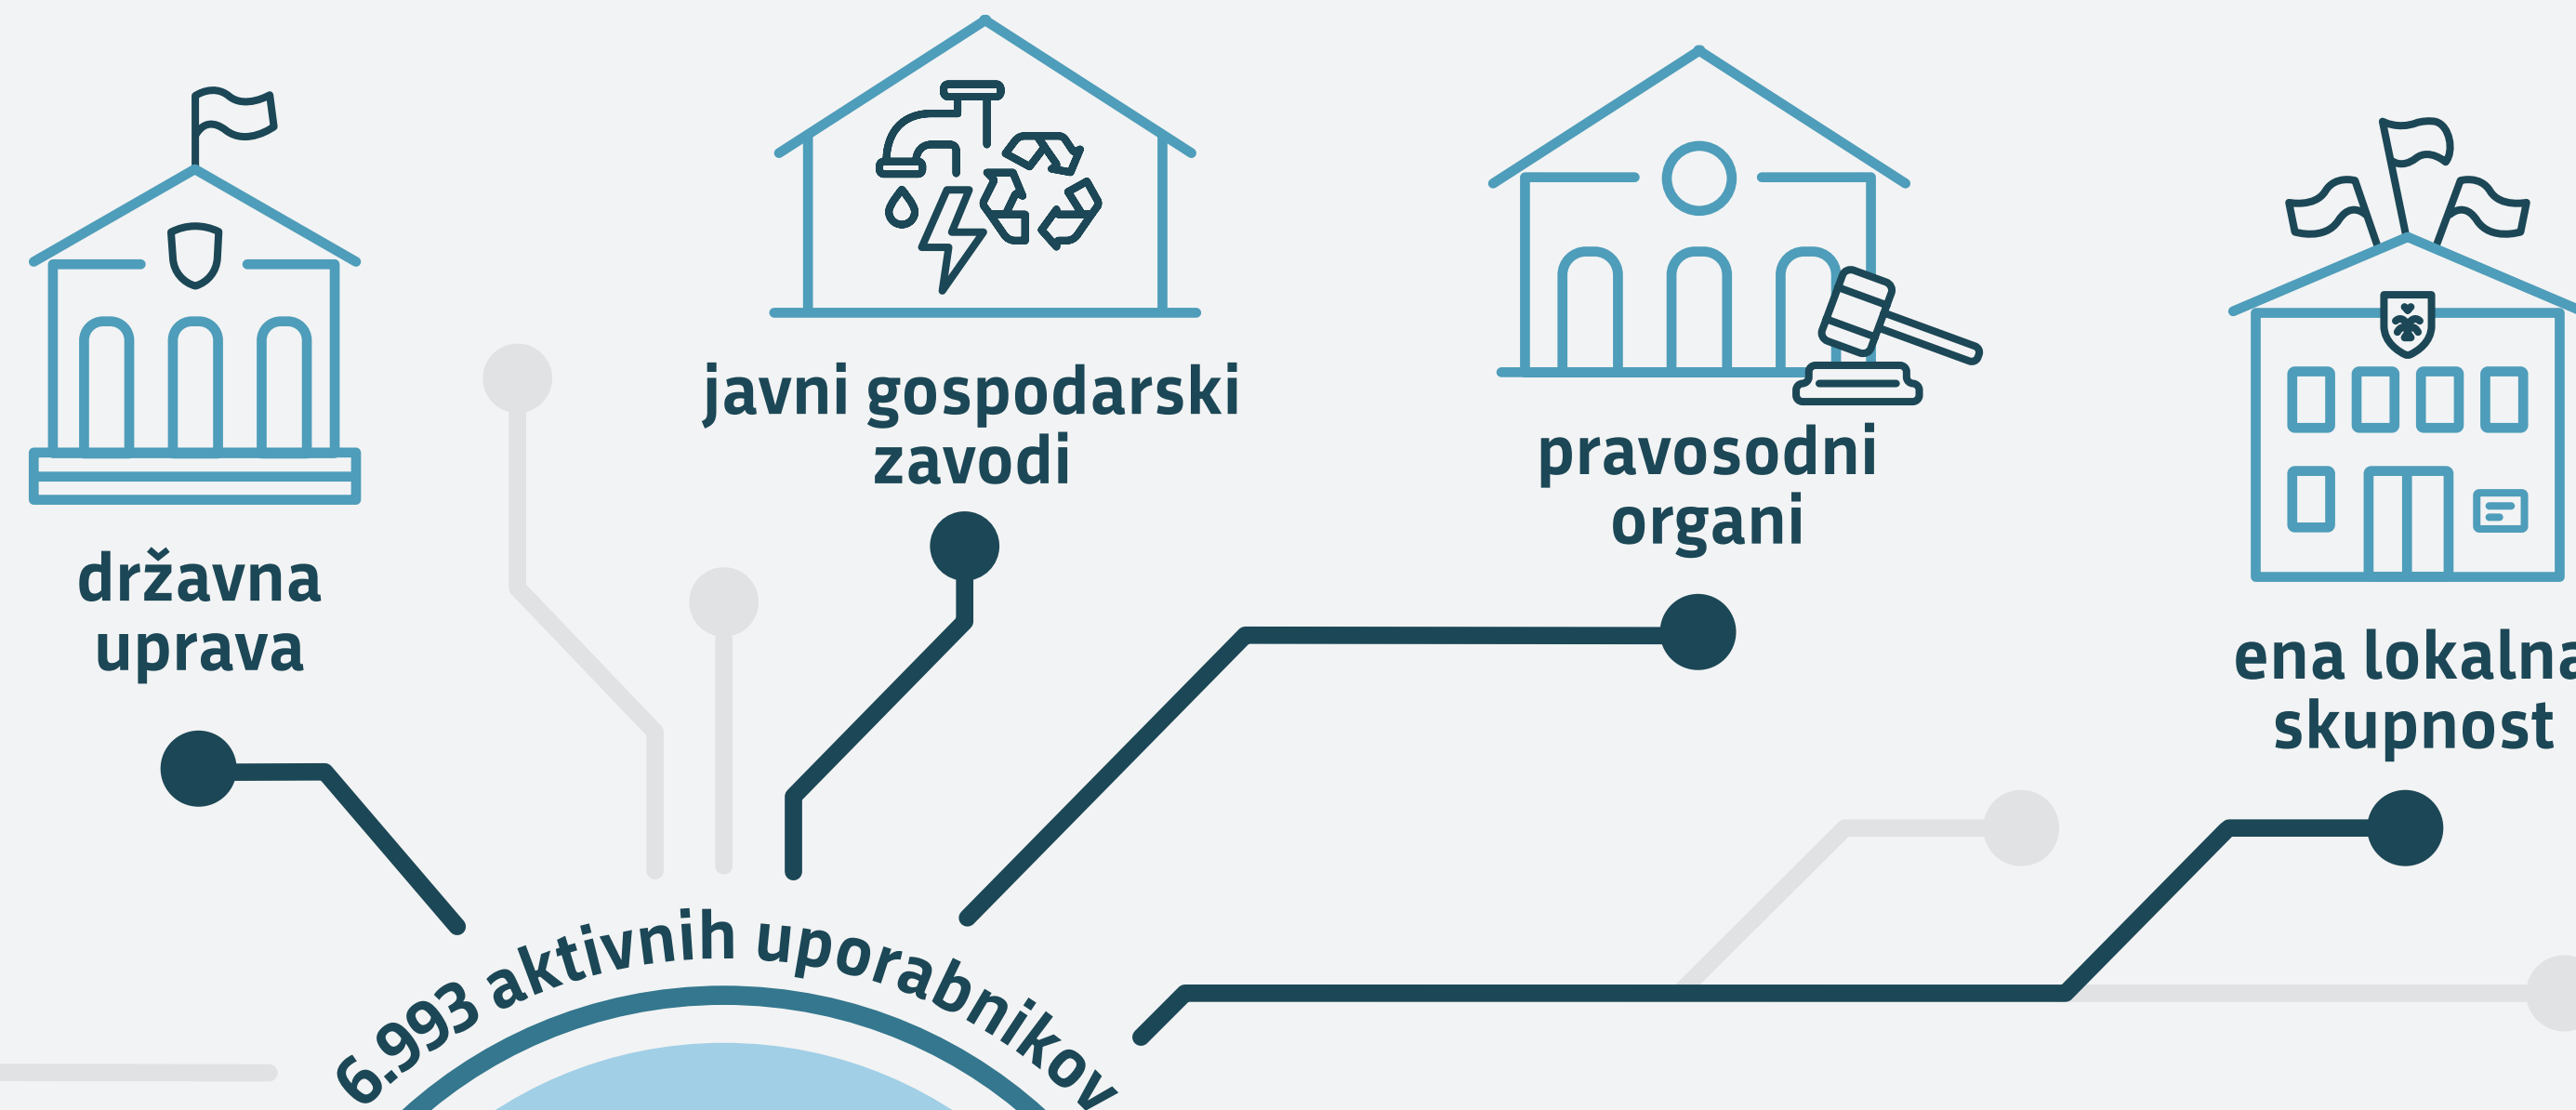 državna
uprava
javni gospodarski
zavodi
pravosodni
organi
ena lokalna
skupnost
6.993 aktivnih uporabnikov